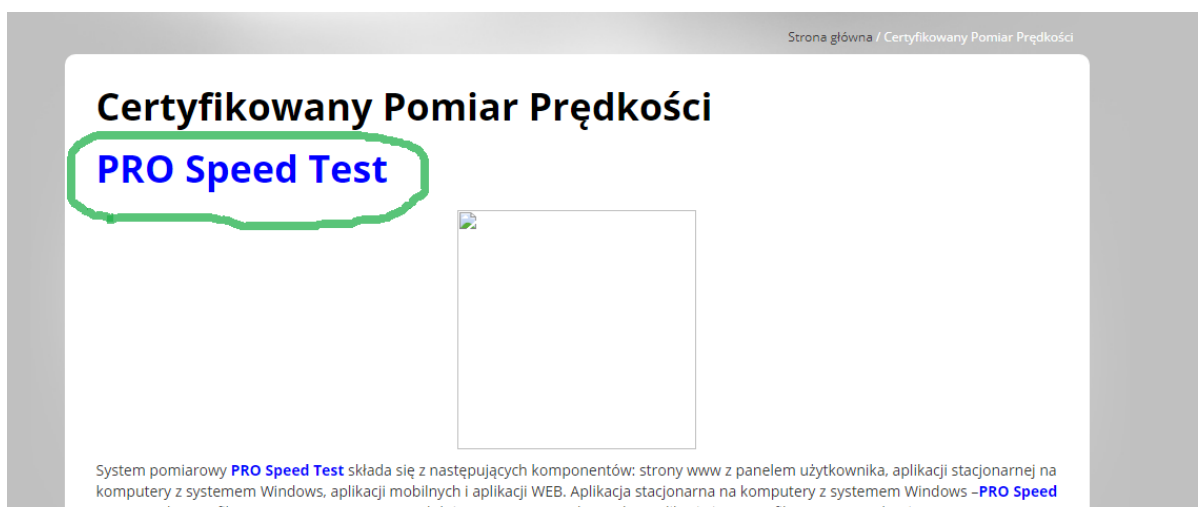 Strona główna / Certyfikowany Pomiar Prędkości
Certyfikowany Pomiar Prędkości
PRO Speed Test
System pomiarowy PRO Speed Test składa się z następujących komponentów: strony www z panelem użytkownika, aplikacji stacjonarnej na
komputery z systemem Windows, aplikacji mobilnych i aplikacji WEB. Aplikacja stacjonarna na komputery z systemem Windows –PRO Speed